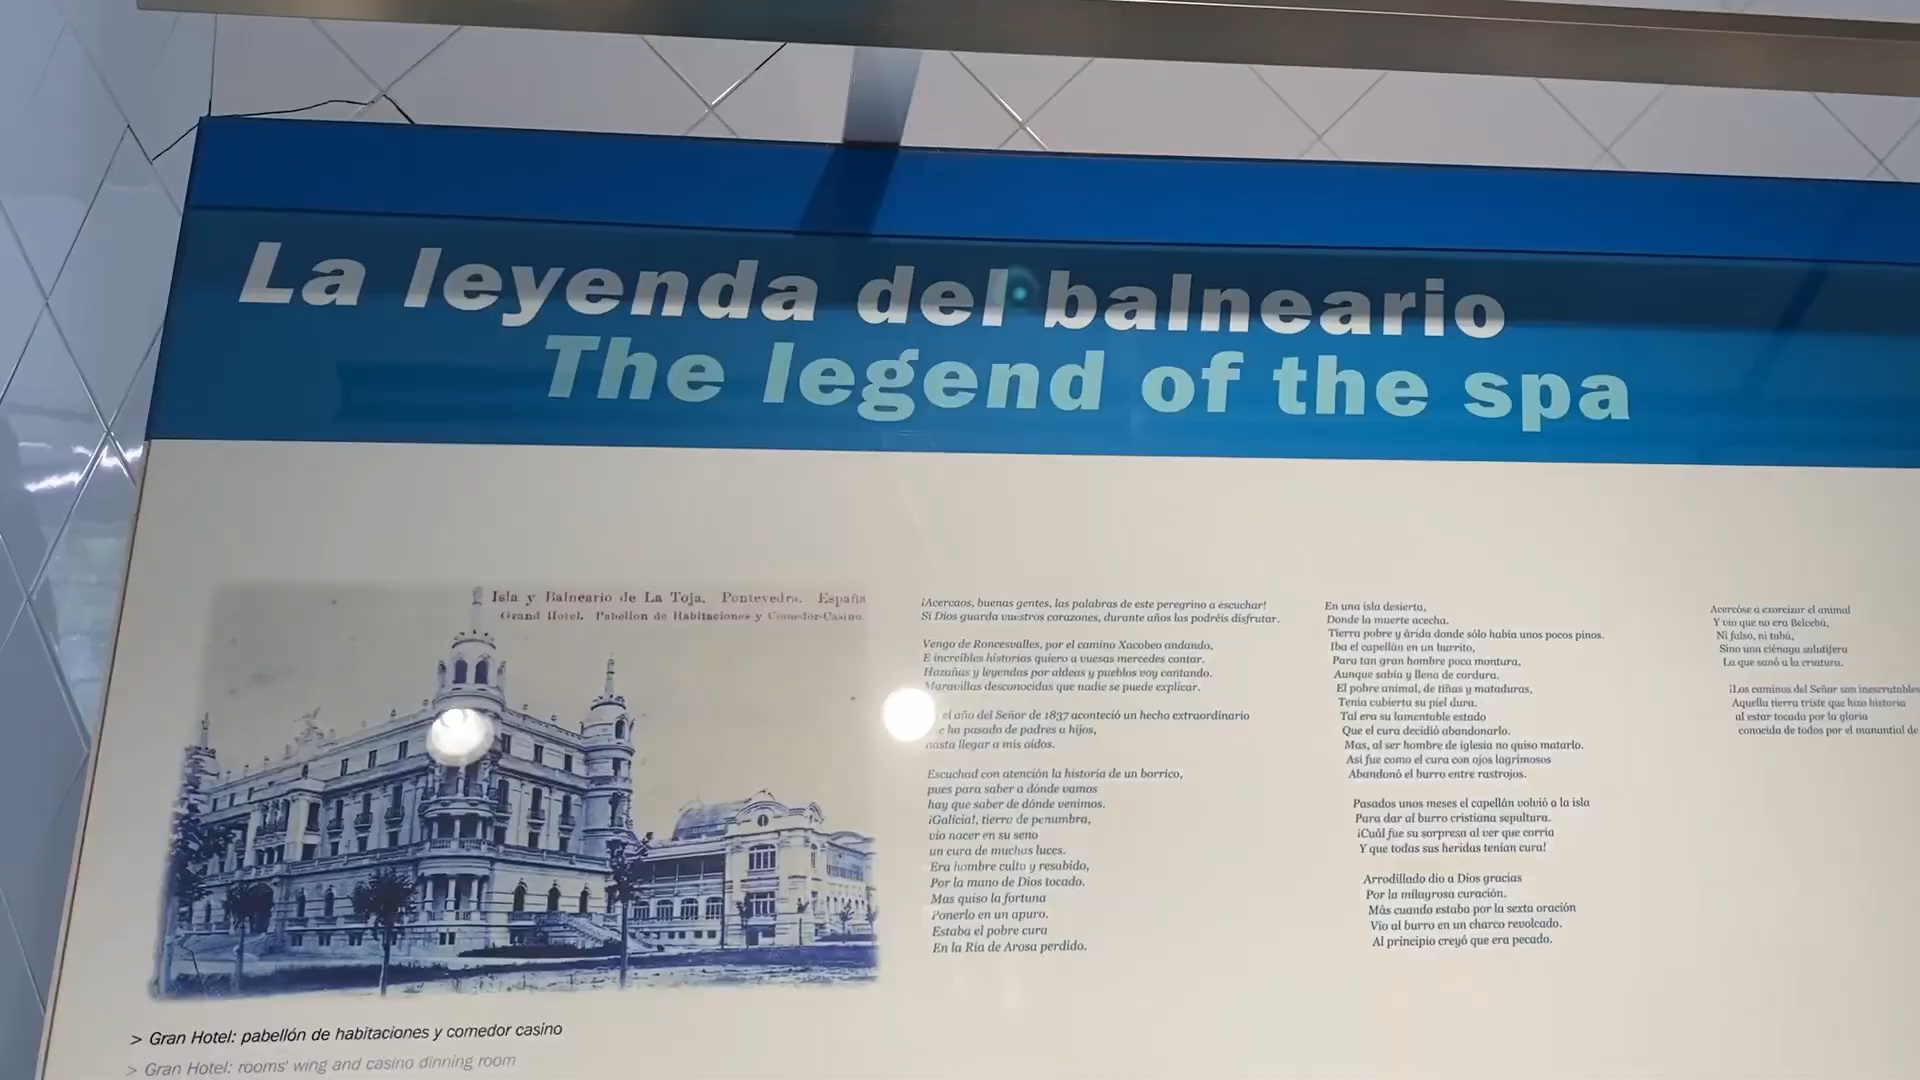 La leyenda del balneario
The legend of the spa
Isla y Balneario de La Toja. Pontevedra. España
Grand Hotel. Pabellon de Habitaciones y Comedor-Casino.
> Gran Hotel: pabellón de habitaciones y comedor casino
> Gran Hotel: rooms' wing and casino dinning room
¡Acercaos, buenas gentes, las palabras de este peregrino a escuchar!
Si Dios guarda vuestros corazones, durante años las podréis disfrutar.
Vengo de Roncesvalles, por el camino Xacobeo andando,
E increíbles historias quiero a vuesas mercedes contar.
Hazañas y leyendas por aldeas y pueblos voy cantando.
Maravillas desconocidas que nadie se puede explicar.
el año del Señor de 1837 aconteció un hecho extraordinario
ha pasado de padres a hijos,
hasta llegar a mis oídos.
Escuchad con atención la historia de un borrico,
pues para saber a dónde vamos
hay que saber de dónde venimos.
¡Galicia!, tierra de penumbra,
vio nacer en su seno
un cura de muchas luces.
Era hombre culto y resabido,
Por la mano de Dios tocado.
Mas quiso la fortuna
Ponerlo en un apuro.
Estaba el pobre cura
En la Ría de Arosa perdido.
En una isla desierta,
Donde la muerte acecha.
Tierra pobre y árida donde sólo había unos pocos pinos.
Iba el capellán en un burrito,
Para tan gran hombre poca montura,
Aunque sabia y llena de cordura.
El pobre animal, de tiñas y mataduras,
Tenía cubierta su piel dura.
Tal era su lamentable estado
Que el cura decidió abandonarlo.
Mas, al ser hombre de iglesia no quiso matarlo.
Así fue como el cura con ojos lagrimosos
Abandonó el burro entre rastrojos.
Pasados unos meses el capellán volvió a la isla
Para dar al burro cristiana sepultura.
¡Cuál fue su sorpresa al ver que corría
Y que todas sus heridas tenían cura!
Arrodillado dio a Dios gracias
Por la milagrosa curación.
Más cuando estaba por la sexta oración
Vio al burro en un charco revolcado.
Al principio creyó que era pecado.
Acercóse a exorcizar el animal
Y vio que no era Belcebú,
Ni falso, ni tabú,
Sino una ciénaga salutífera
La que sanó a la criatura.
¡Los caminos del Señor son inescrutables
Aquella tierra triste que hizo historia
al estar tocada por la gloria
conocida de todos por el manantial de